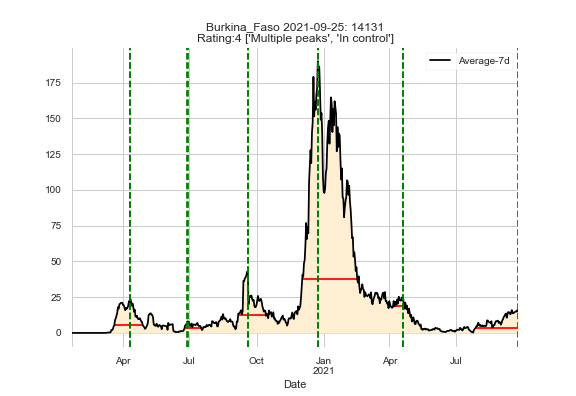 Burkina_Faso 2021-09-25: 14131
Rating:4 ['Multiple peaks', 'In control']
Average-7d
175
150
125
100
75
50
25
0
Apr
Jul
Oct
Jan
2021
Apr
Jul
Date